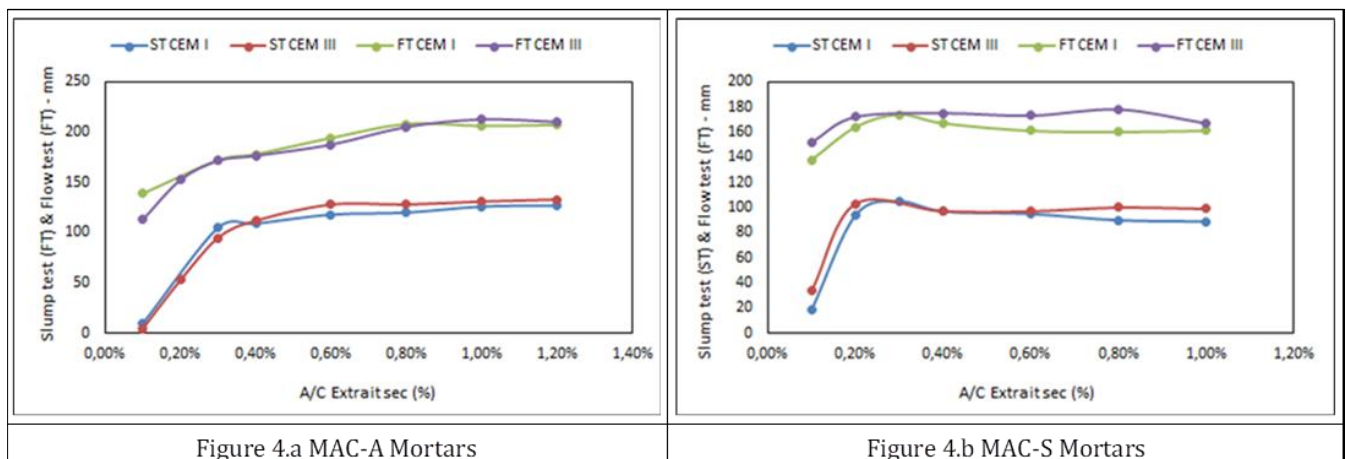 ST CEM I ST CEM III FT CEM I FT CEM III
Slump test (FT) & Flow test (FT) - mm
250
200
150
100
50
0
0,00% 0,20% 0,40% 0,60% 0,80% 1,00% 1,20% 1,40%
A/C Extrait sec (%)
Figure 4.a MAC-A Mortars
ST CEM I ST CEM III FT CEM I FT CEM III
Slump test (ST) & Flow test (FT) - mm
200
180
160
140
120
100
80
60
40
20
0
0,00% 0,20% 0,40% 0,60% 0,80% 1,00% 1,20%
A/C Extrait sec (%)
Figure 4.b MAC-S Mortars